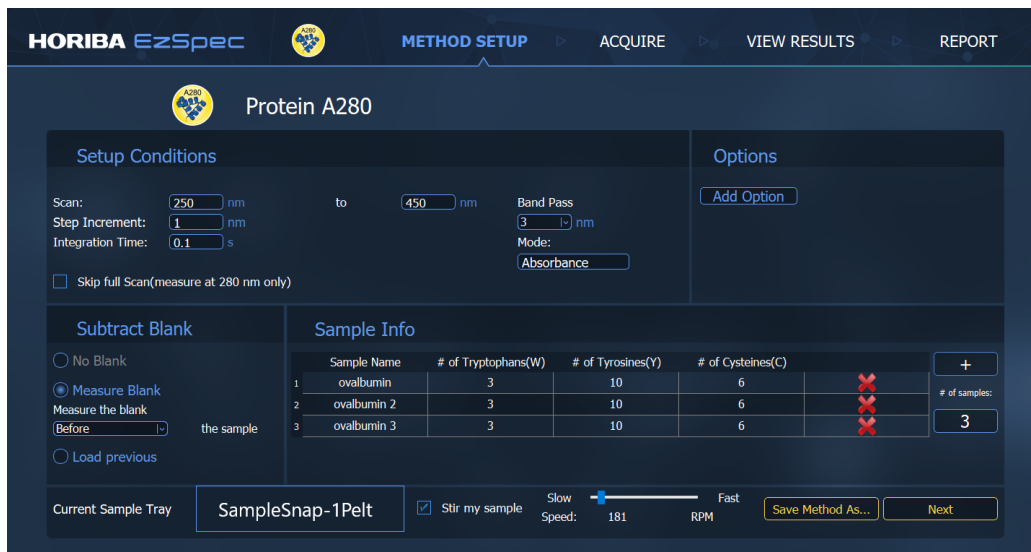 HORIBA EzSpec
A280
METHOD SETUP
ACQUIRE
VIEW RESULTS
REPORT
A280
Protein A280
Setup Conditions
Options
Scan: 250 nm to 450 nm
Step Increment: 1 nm
Integration Time: 0.1 s
Band Pass
3 nm
Mode:
Absorbance
Add Option
Skip full Scan(measure at 280 nm only)
Subtract Blank
No Blank
Measure Blank
Measure the blank
Before the sample
Load previous
Sample Info
Sample Name # of Tryptophans(W) # of Tyrosines(Y) # of Cysteines(C)
1 ovalbumin 3 10 6
2 ovalbumin 2 3 10 6
3 ovalbumin 3 3 10 6
+
# of samples:
3
Current Sample Tray
SampleSnap-1Pelt
Stir my sample
Slow Fast
Speed: 181 RPM
Save Method As...
Next